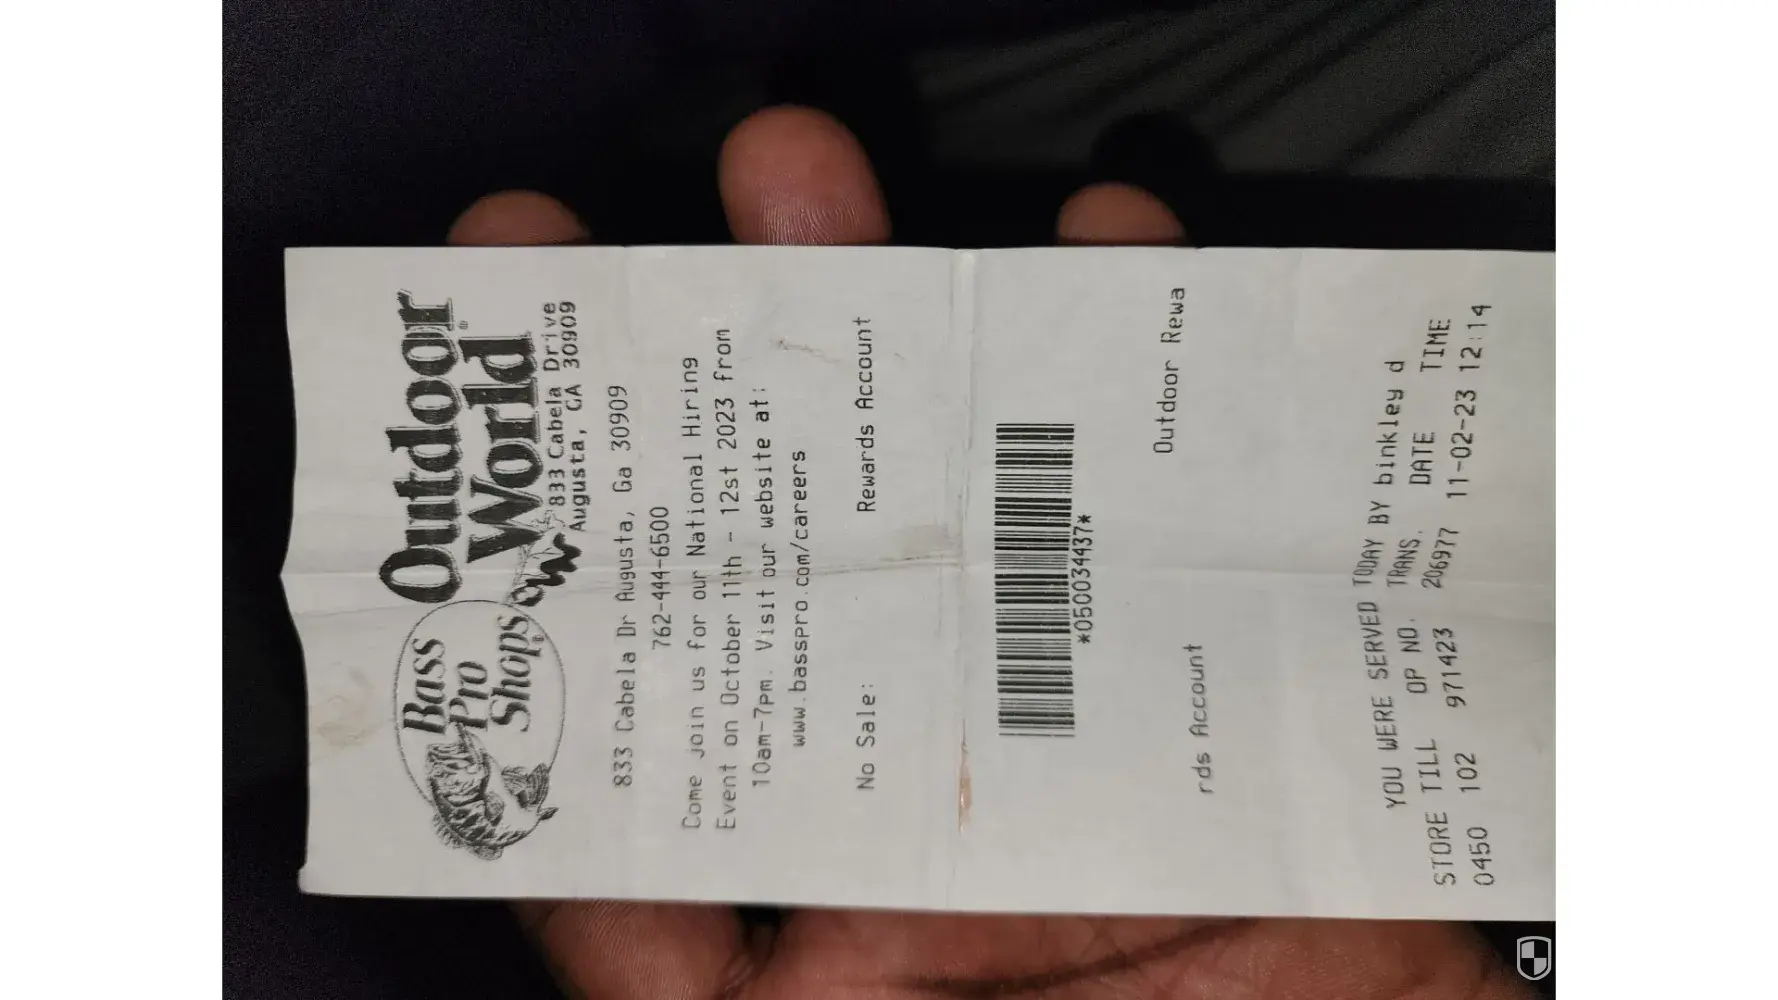 Bass
Pro
Shops®
Outdoor
World®
833 Cabela Drive
Augusta, GA 30909
833 Cabela Dr Augusta, Ga 30909
762-444-6500
Come join us for our National Hiring
Event on October 11th - 12st 2023 from
10am-7pm. Visit our website at:
www.basspro.com/careers
No Sale: Rewards Account
*0500344​37*
Outdoor Rewa
rds Account
YOU WERE SERVED TODAY BY binkley d
STORE TILL OP NO. TRANS. DATE TIME
0450 102 971423 206977 11-02-23 12:14